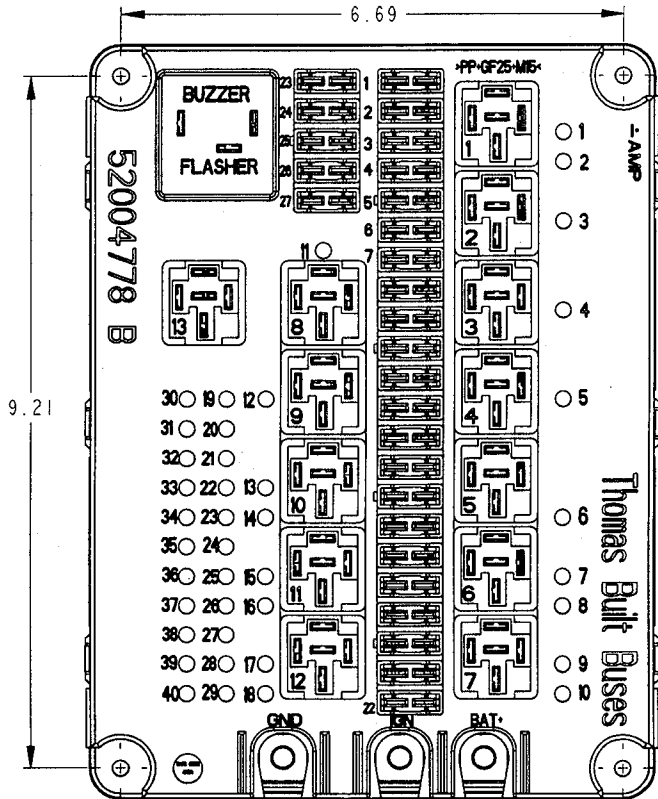 6.69
>PP+GF25+M15<
BUZZER
FLASHER
23
24
25
26
27
1
2
3
4
5
6
7
22
1
2
3
4
5
6
7
8
9
10
11
12
13
÷AMP
1
2
3
4
5
6
7
8
9
10
11
52004778 B
9.21
30 19 12
31 20
32 21
33 22 13
34 23 14
35 24
36 25 15
37 26 16
38 27
39 28 17
40 29 18
Thomas Built Buses
GND
IGN
BAT+